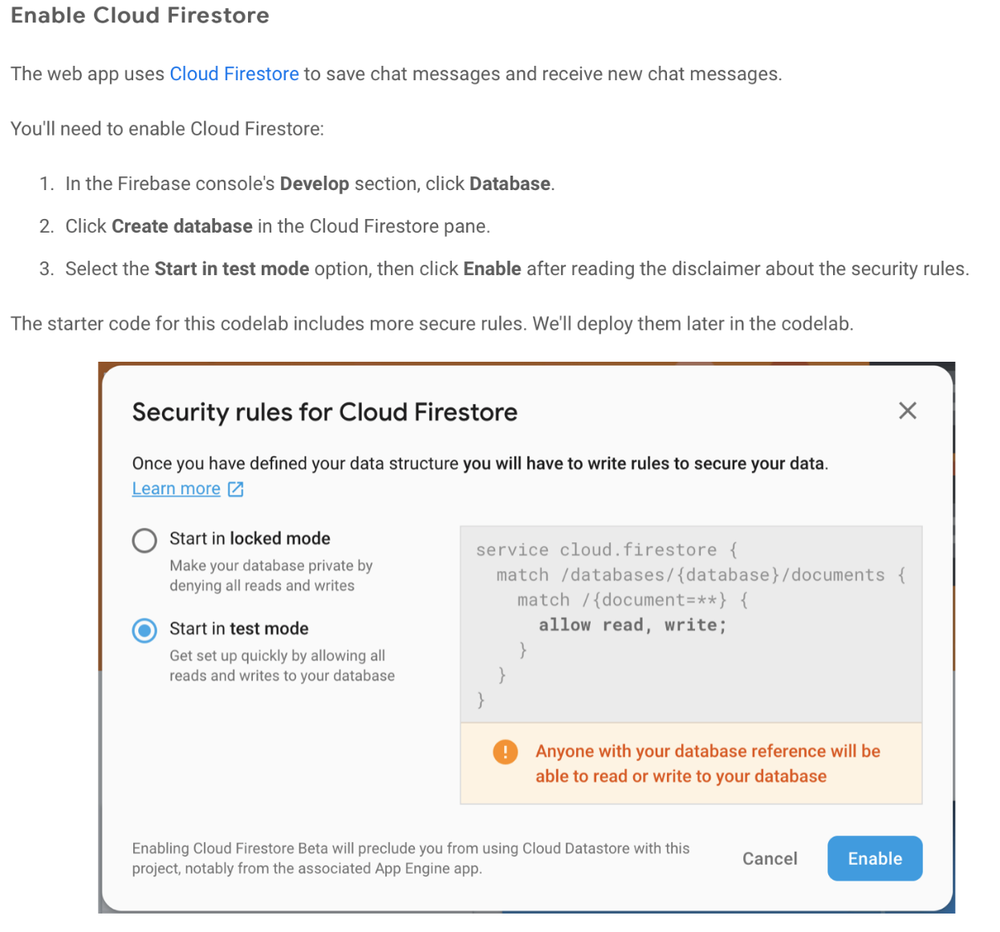 Enable Cloud Firestore
The web app uses Cloud Firestore to save chat messages and receive new chat messages.
You'll need to enable Cloud Firestore:
1. In the Firebase console's Develop section, click Database.
2. Click Create database in the Cloud Firestore pane.
3. Select the Start in test mode option, then click Enable after reading the disclaimer about the security rules.
The starter code for this codelab includes more secure rules. We'll deploy them later in the codelab.
Security rules for Cloud Firestore
Once you have defined your data structure you will have to write rules to secure your data.
Learn more
Start in locked mode
Make your database private by
denying all reads and writes
Start in test mode
Get set up quickly by allowing all
reads and writes to your database
service cloud.firestore {
  match /databases/{database}/documents {
    match /{document=**} {
      allow read, write;
    }
  }
}
Anyone with your database reference will be
able to read or write to your database
Enabling Cloud Firestore Beta will preclude you from using Cloud Datastore with this
project, notably from the associated App Engine app.
Cancel
Enable